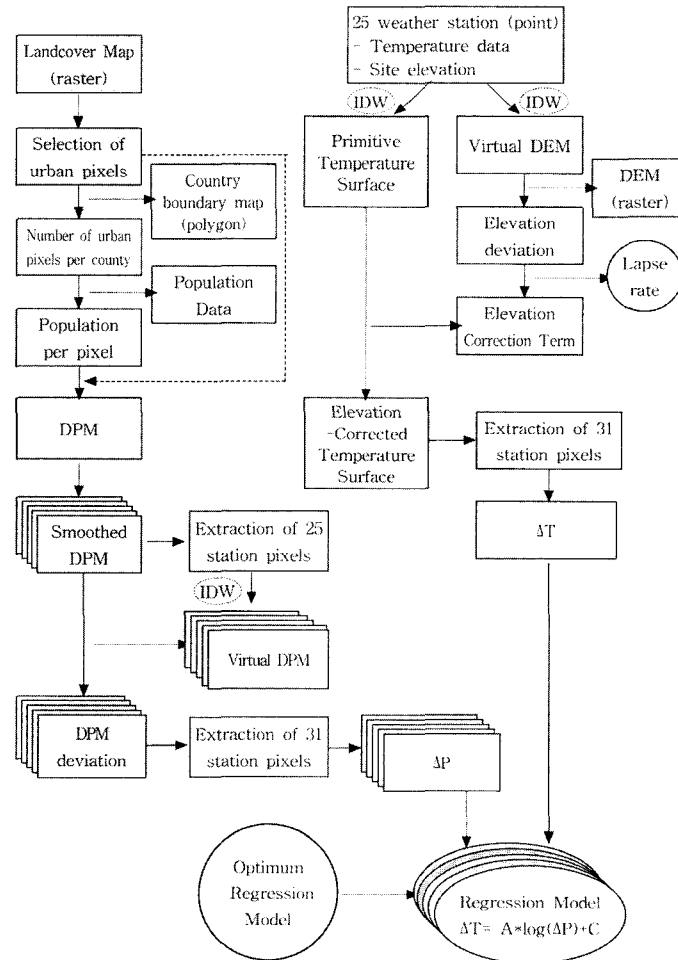 Landcover Map
(raster)
Selection of
urban pixels
Country
boundary map
(polygon)
Number of urban
pixels per county
Population
Data
Population
per pixel
DPM
Smoothed
DPM
Extraction of 25
station pixels
IDW
Virtual DPM
DPM
deviation
Extraction of 31
station pixels
ΔP
25 weather station (point)
- Temperature data
- Site elevation
IDW
IDW
Primitive
Temperature
Surface
Virtual DEM
DEM
(raster)
Elevation
deviation
Lapse
rate
Elevation
Correction Term
Elevation
-Corrected
Temperature
Surface
Extraction of 31
station pixels
ΔT
Optimum
Regression
Model
Regression Model
ΔT= A*log(ΔP)+C